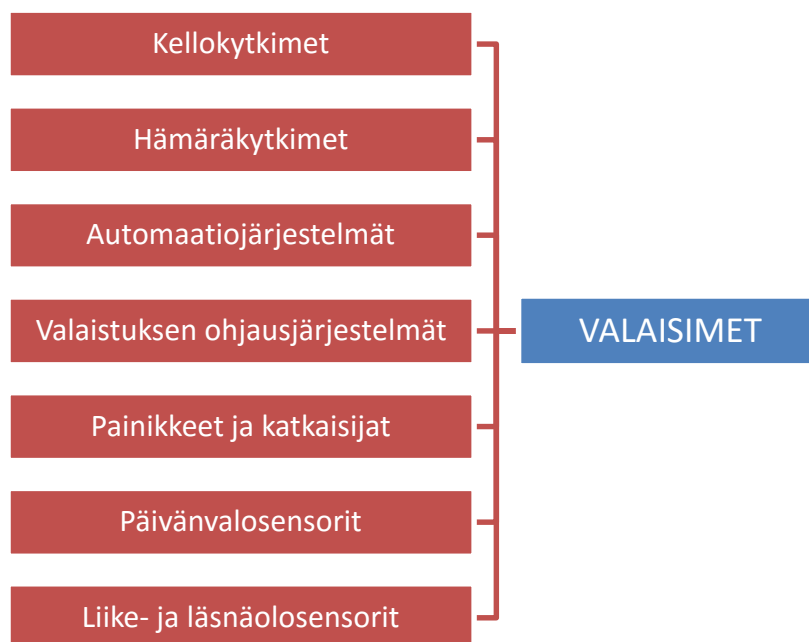 Kellokytkimet
Hämäräkytkimet
Automaatiojärjestelmät
Valaistuksen ohjausjärjestelmät
VALAISIMET
Painikkeet ja katkaisijat
Päivänvalosensorit
Liike- ja läsnäolosensorit